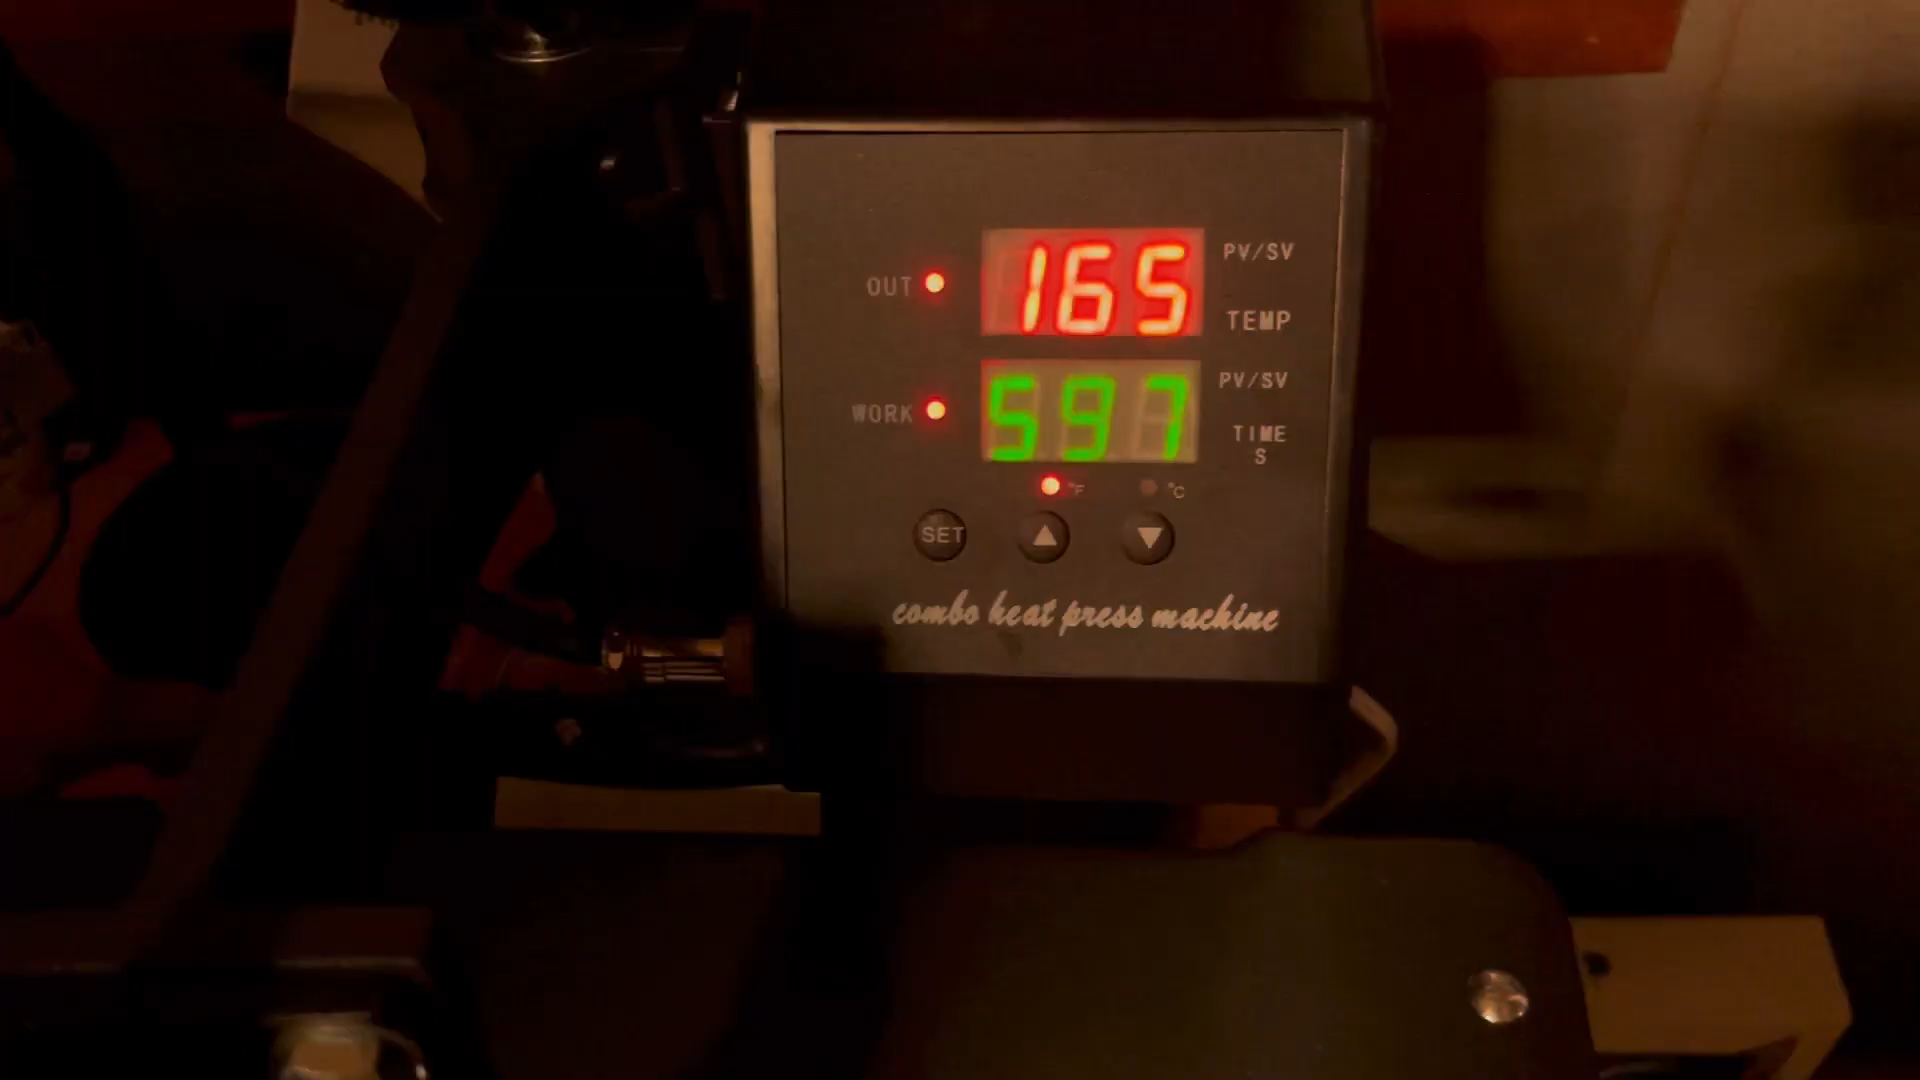 165 PV/SV
OUT
TEMP
597 PV/SV
WORK
TIME
S
°F °C
SET
combo heat press machine